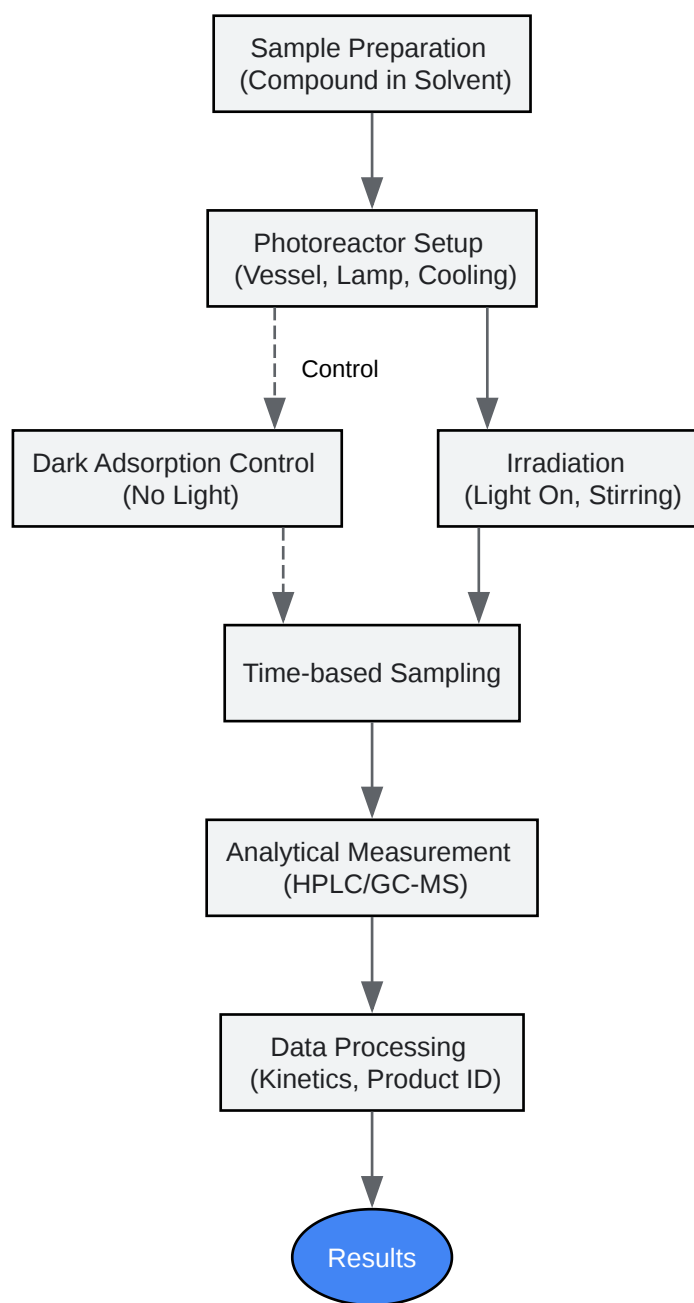 Sample Preparation
(Compound in Solvent)
Photoreactor Setup
(Vessel, Lamp, Cooling)
Control
Dark Adsorption Control
(No Light)
Irradiation
(Light On, Stirring)
Time-based Sampling
Analytical Measurement
(HPLC/GC-MS)
Data Processing
(Kinetics, Product ID)
Results